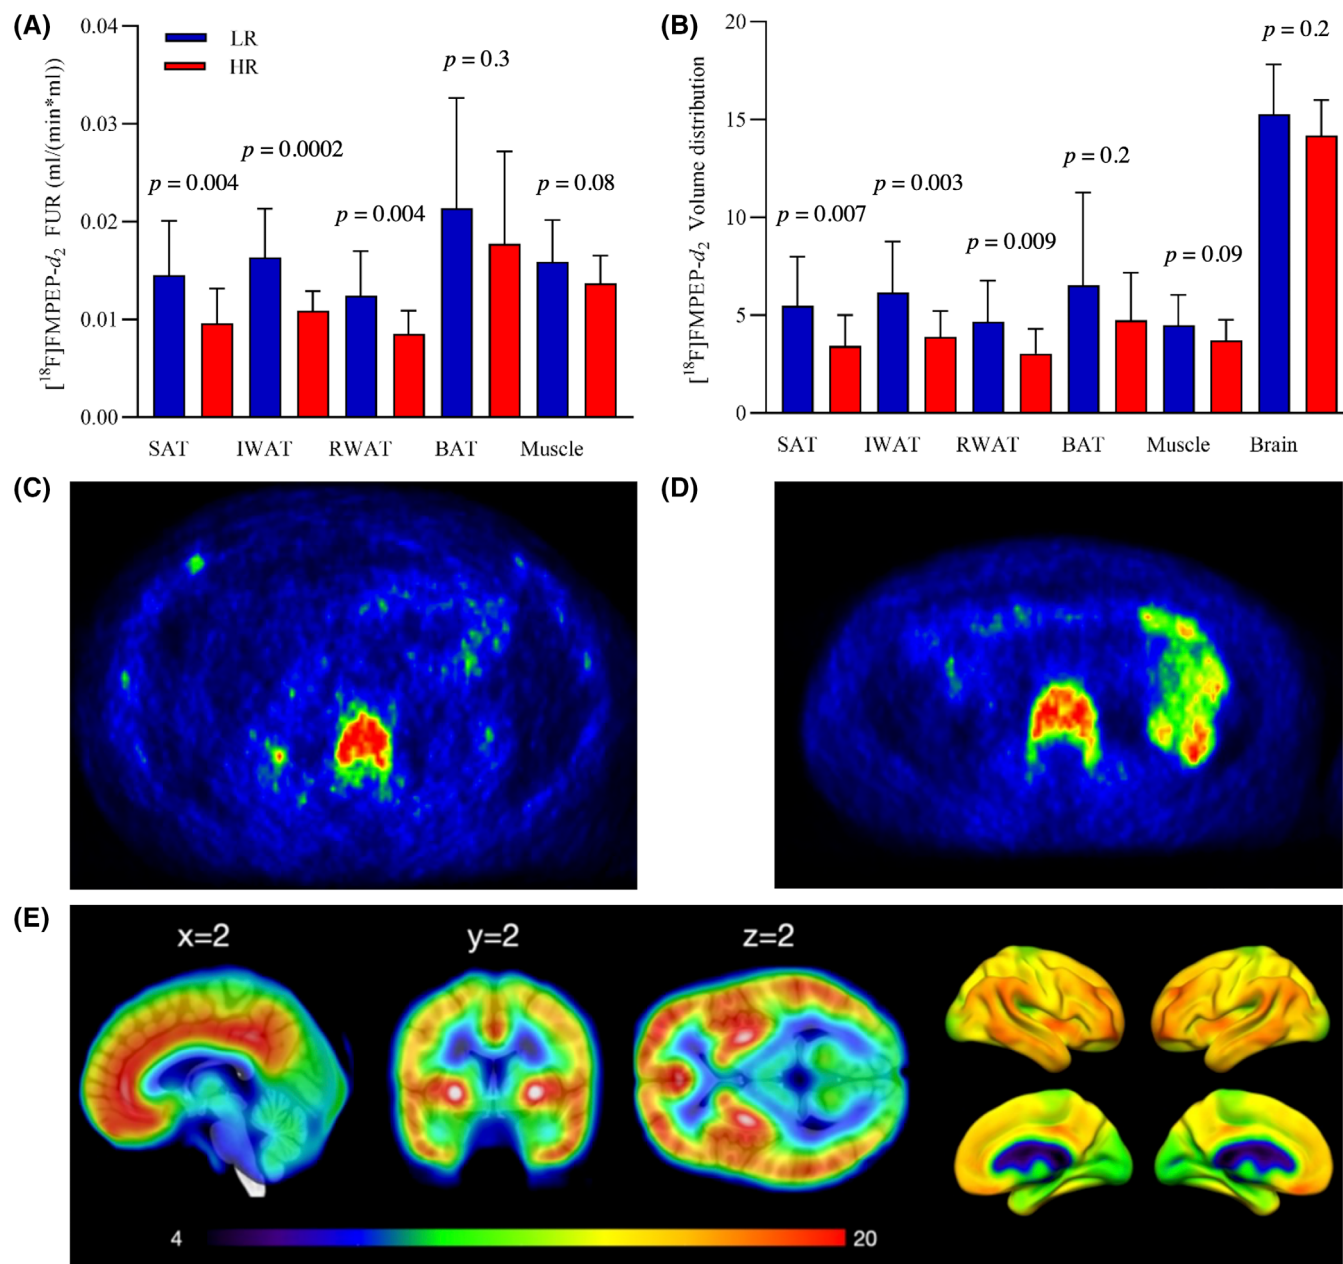 (A)
[18F]FMPEP-d2 FUR (ml/(min*ml))
0.04
0.03
0.02
0.01
0.00
LR
HR
p = 0.004
p = 0.0002
p = 0.004
p = 0.3
p = 0.08
SAT IWAT RWAT BAT Muscle
(B)
[18F]FMPEP-d2 Volume distribution
20
15
10
5
0
p = 0.007
p = 0.003
p = 0.009
p = 0.2
p = 0.09
p = 0.2
SAT IWAT RWAT BAT Muscle Brain
(C)
(D)
(E)
x=2 y=2 z=2
4 20